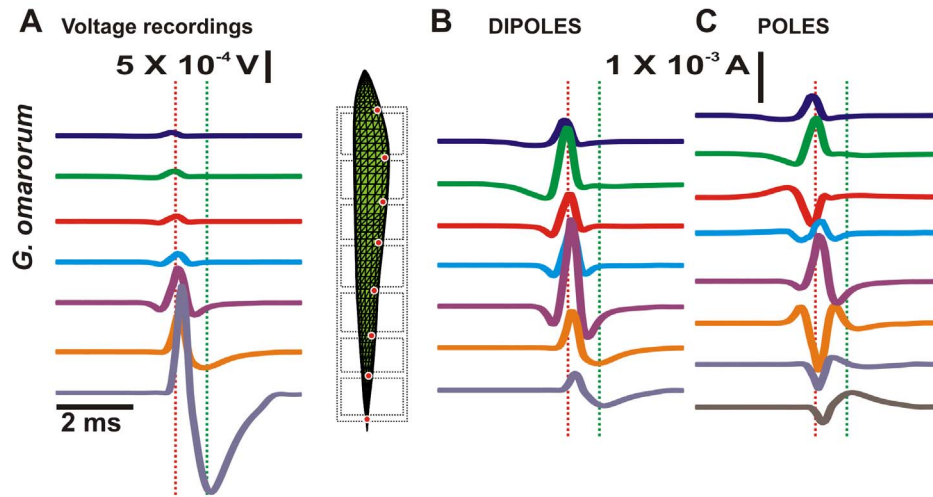 A Voltage recordings
5 X 10⁻⁴ V
G. omarorum
2 ms
B DIPOLES
1 X 10⁻³ A
C POLES